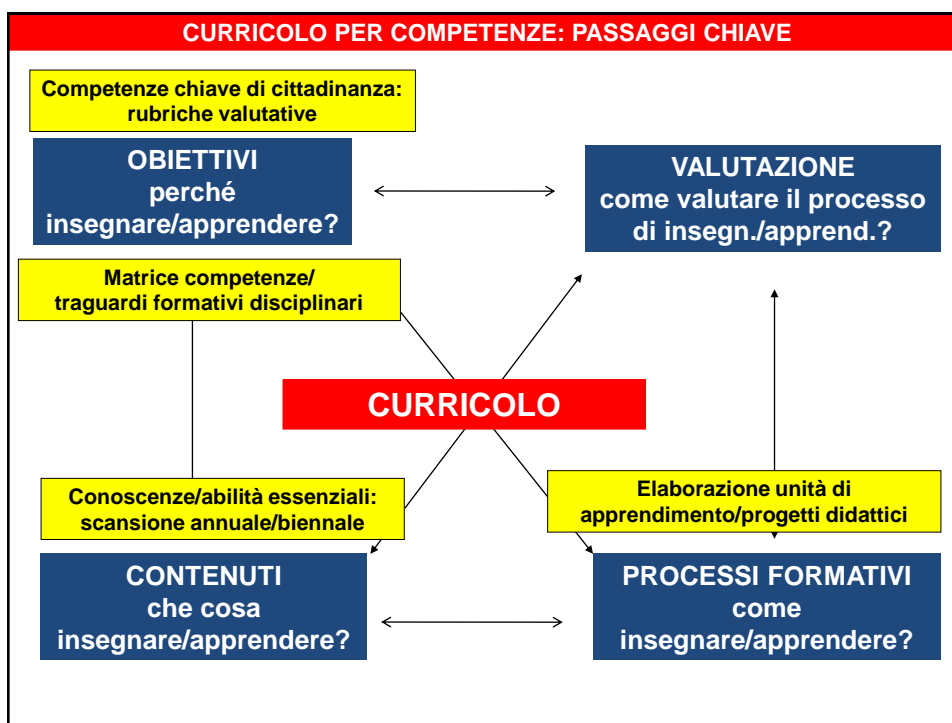 CURRICOLO PER COMPETENZE: PASSAGGI CHIAVE
Competenze chiave di cittadinanza:
rubriche valutative
OBIETTIVI
perché
insegnare/apprendere?
VALUTAZIONE
come valutare il processo
di insegn./apprend.?
Matrice competenze/
traguardi formativi disciplinari
CURRICOLO
Conoscenze/abilità essenziali:
scansione annuale/biennale
Elaborazione unità di
apprendimento/progetti didattici
CONTENUTI
che cosa
insegnare/apprendere?
PROCESSI FORMATIVI
come
insegnare/apprendere?